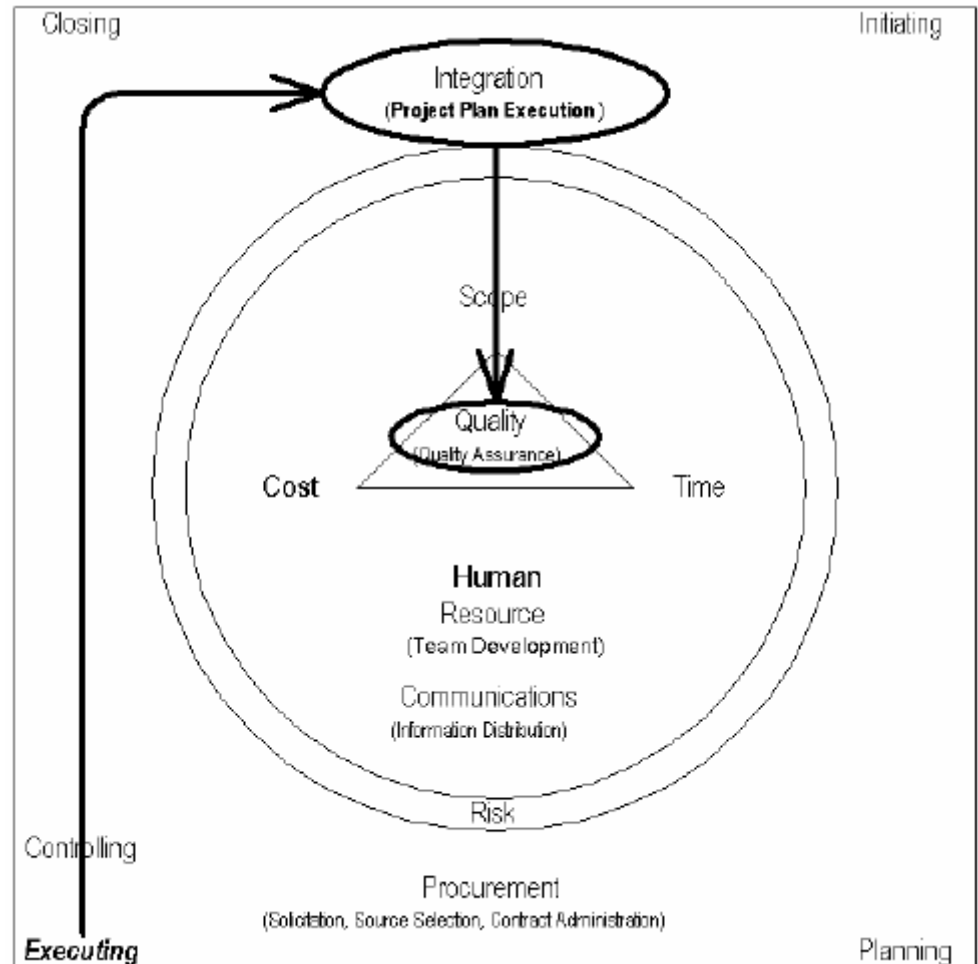 Closing
Initiating
Integration
(Project Plan Execution )
Scope
Quality
(Quality Assurance)
Cost
Time
Human
Resource
(Team Development)
Communications
(Information Distribution)
Risk
Controlling
Procurement
(Solicitation, Source Selection, Contract Administration)
Executing
Planning